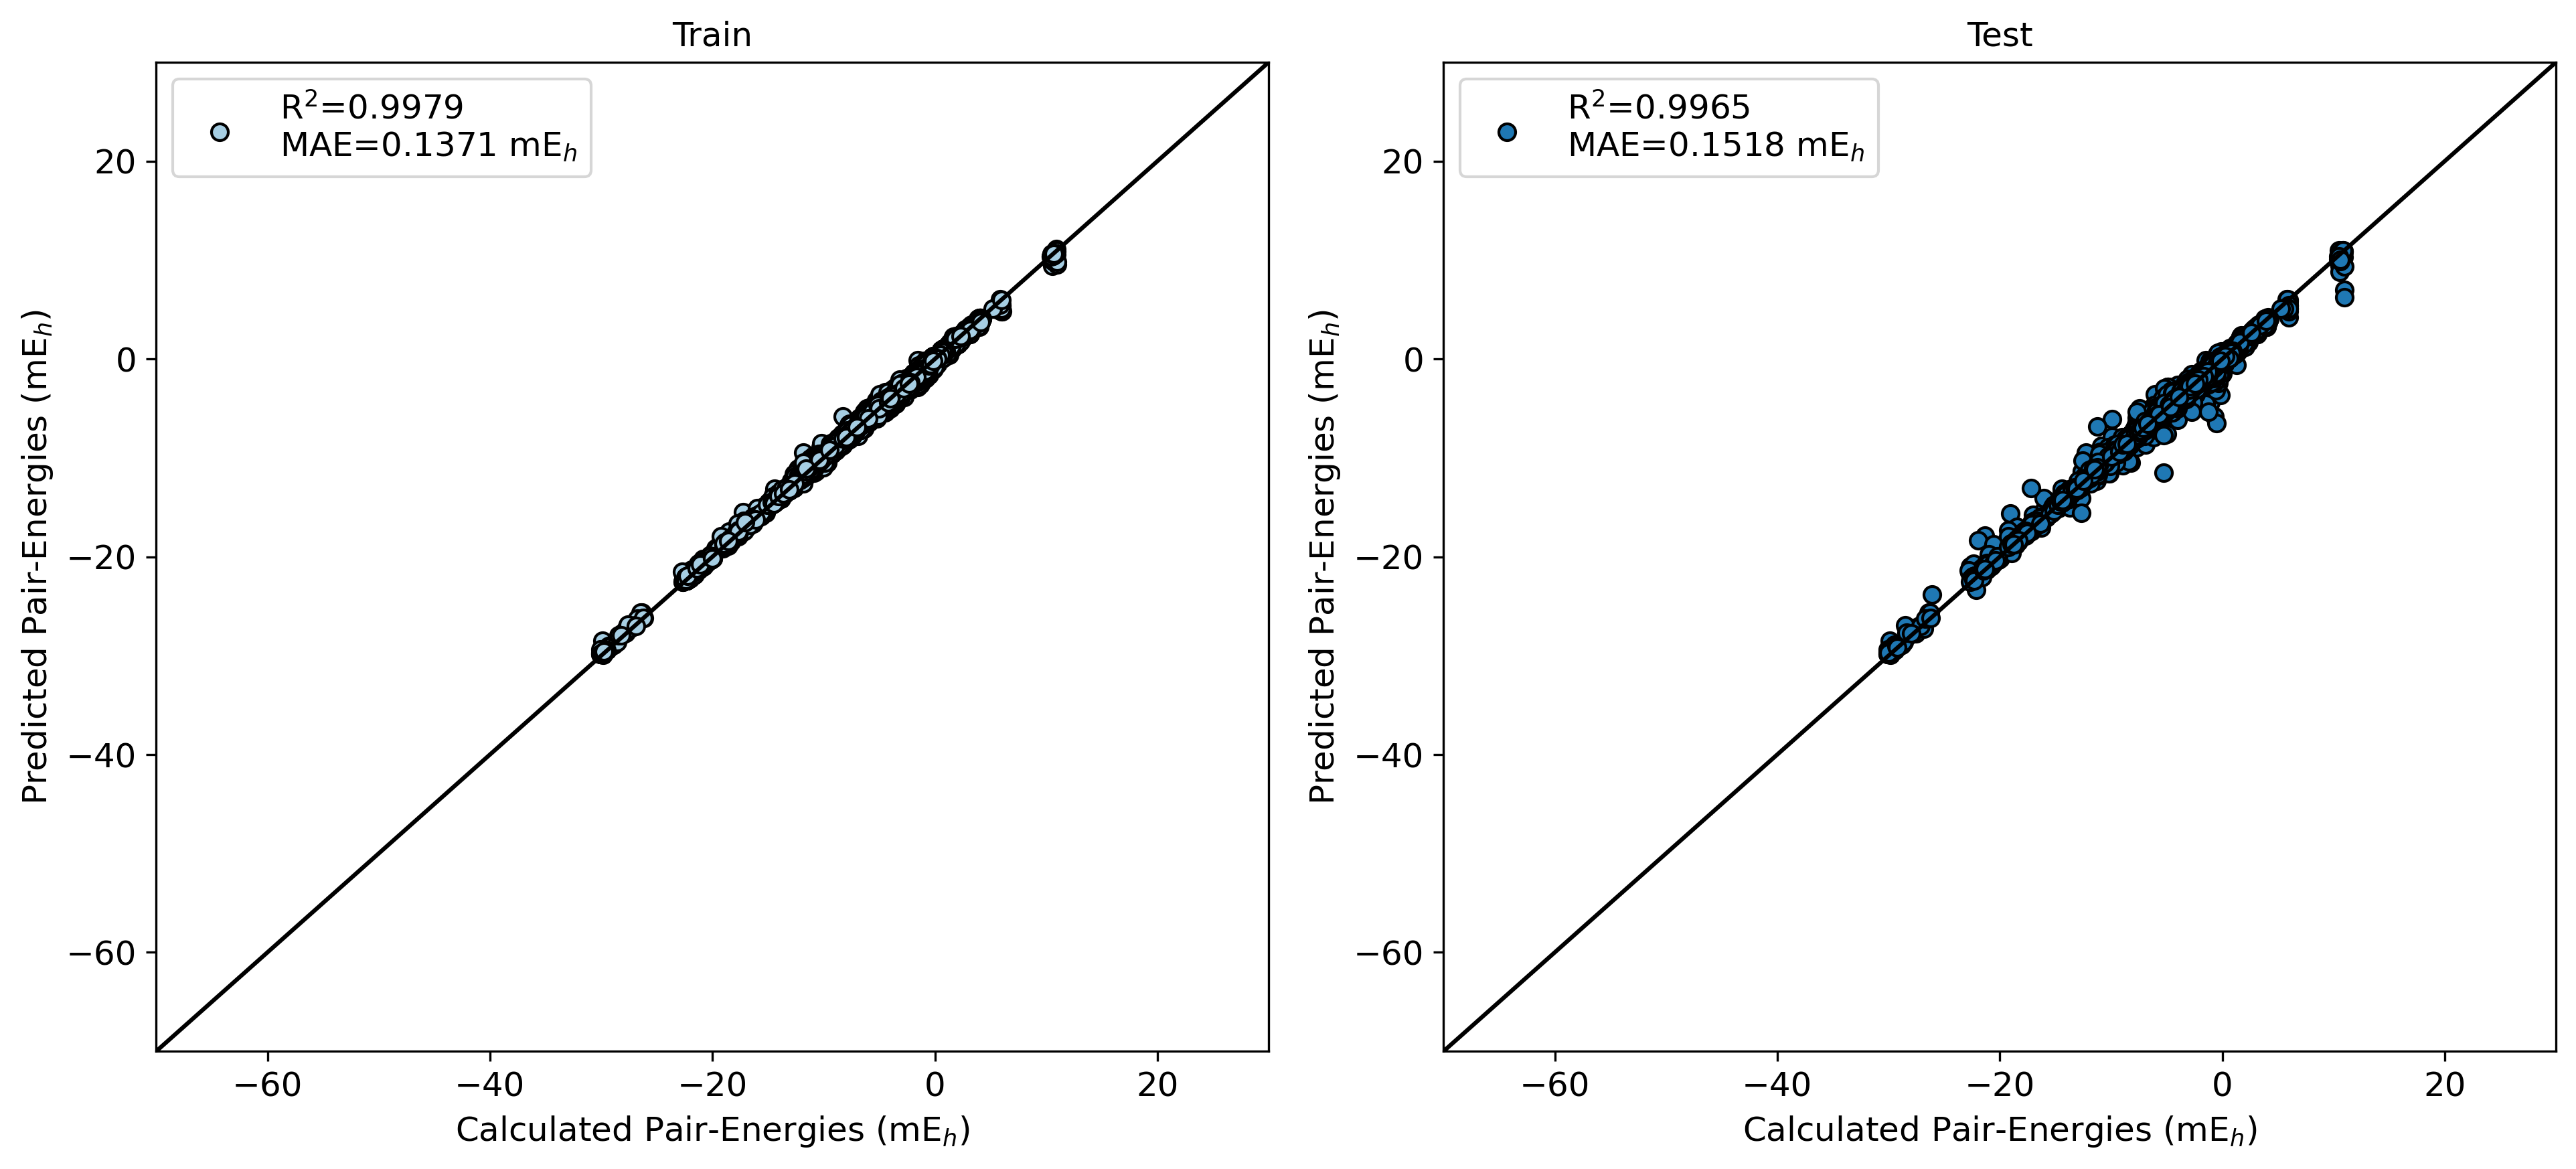 Train
R²=0.9979
MAE=0.1371 mEₕ
20
0
−20
−40
−60
−60
−40
−20
0
20
Predicted Pair-Energies (mEₕ)
Calculated Pair-Energies (mEₕ)
Test
R²=0.9965
MAE=0.1518 mEₕ
20
0
−20
−40
−60
−60
−40
−20
0
20
Predicted Pair-Energies (mEₕ)
Calculated Pair-Energies (mEₕ)